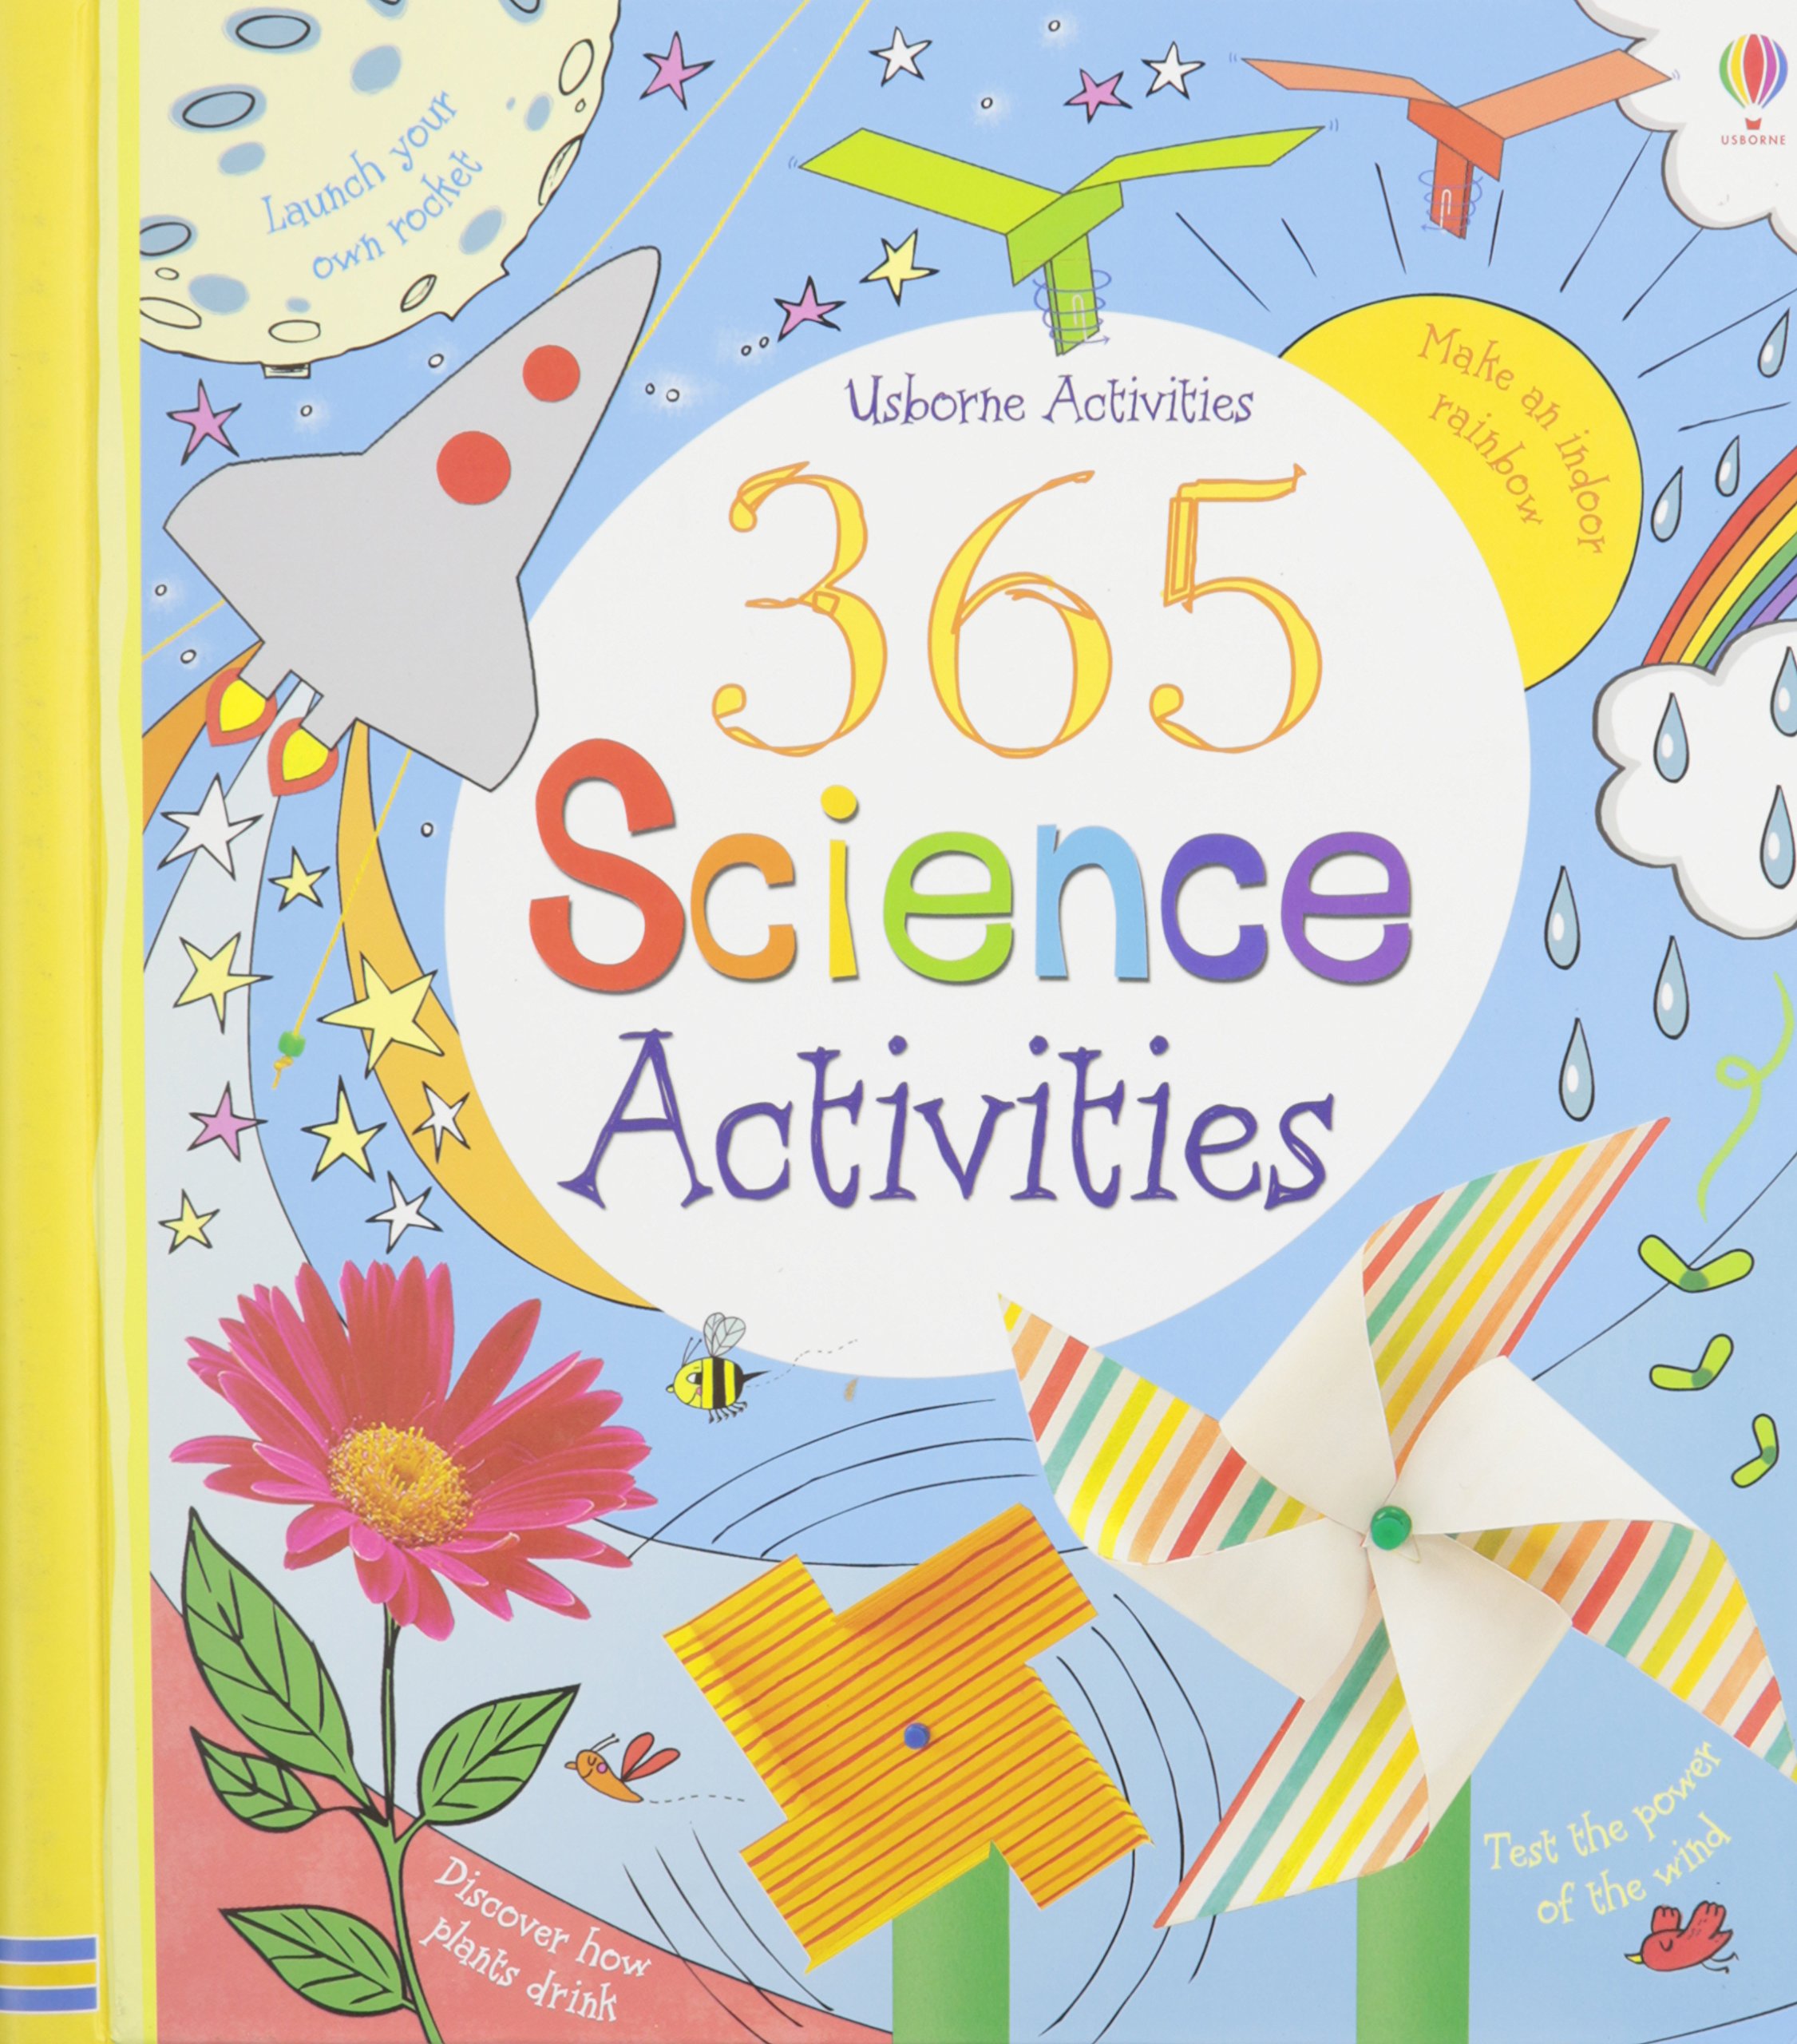 Launch your
own rocket
USBORNE
Make an indoor
rainbow
Usborne Activities
365
Science
Activities
Discover how
plants drink
Test the power
of the wind